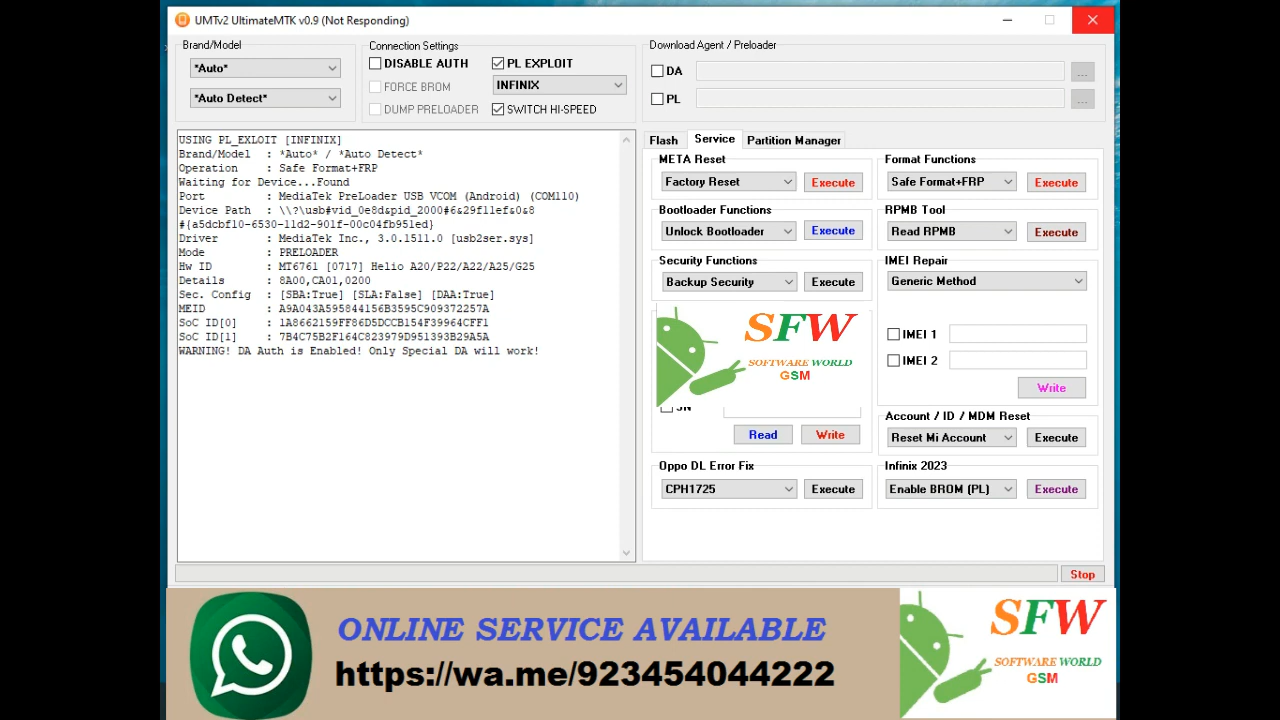 UMTv2 UltimateMTK v0.9 (Not Responding)
Brand/Model
*Auto*
*Auto Detect*
Connection Settings
DISABLE AUTH
PL EXPLOIT
FORCE BROM
INFINIX
DUMP PRELOADER
SWITCH HI-SPEED
Download Agent / Preloader
DA
...
PL
...
USING PL_EXLOIT [INFINIX]
Brand/Model : *Auto* / *Auto Detect*
Operation : Safe Format+FRP
Waiting for Device...Found
Port : MediaTek PreLoader USB VCOM (Android) (COM110)
Device Path : \\?\usb#vid_0e8d&pid_2000#6&29f11ef&0&8
#{a5dcbf10-6530-11d2-901f-00c04fb951ed}
Driver : MediaTek Inc., 3.0.1511.0 [usb2ser.sys]
Mode : PRELOADER
Hw ID : MT6761 [0717] Helio A20/P22/A22/A25/G25
Details : 8A00,CA01,0200
Sec. Config : [SBA:True] [SLA:False] [DAA:True]
MEID : A9A043A595844156B3595C909372257A
SoC ID[0] : 1A8662159FF86D5DCCB154F39964CFF1
SoC ID[1] : 7B4C75B2F164C823979D951393B29A5A
WARNING! DA Auth is Enabled! Only Special DA will work!
Flash
Service
Partition Manager
META Reset
Factory Reset
Execute
Format Functions
Safe Format+FRP
Execute
Bootloader Functions
Unlock Bootloader
Execute
RPMB Tool
Read RPMB
Execute
Security Functions
Backup Security
Execute
IMEI Repair
Generic Method
SFW
SOFTWARE WORLD
GSM
IMEI 1
IMEI 2
Write
SN
Read
Write
Account / ID / MDM Reset
Reset Mi Account
Execute
Oppo DL Error Fix
CPH1725
Execute
Infinix 2023
Enable BROM (PL)
Execute
Stop
ONLINE SERVICE AVAILABLE
https://wa.me/923454044222
SFW
SOFTWARE WORLD
GSM